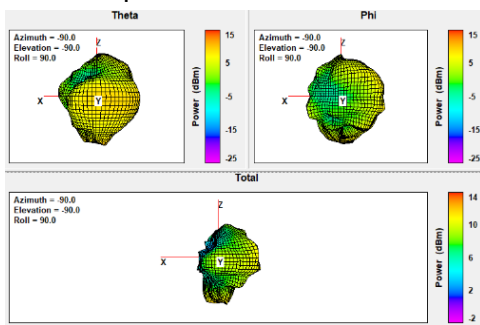 Theta
Phi
Azimuth = -90.0
Elevation = -90.0
Roll = 90.0
Z
X
Y
15
5
-5
-15
-25
Power (dBm)
Azimuth = -90.0
Elevation = -90.0
Roll = 90.0
Z
X
Y
15
5
-5
-15
-25
Power (dBm)
Total
Azimuth = -90.0
Elevation = -90.0
Roll = 90.0
Z
X
Y
14
10
6
2
-2
Power (dBm)